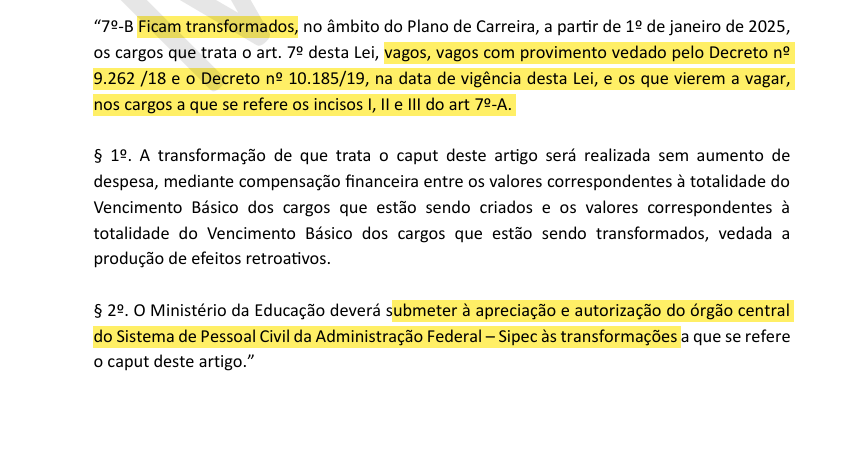 “7º-B Ficam transformados, no âmbito do Plano de Carreira, a partir de 1º de janeiro de 2025,
os cargos que trata o art. 7º desta Lei, vagos, vagos com provimento vedado pelo Decreto nº
9.262 /18 e o Decreto nº 10.185/19, na data de vigência desta Lei, e os que vierem a vagar,
nos cargos a que se refere os incisos I, II e III do art 7º-A.
§ 1º. A transformação de que trata o caput deste artigo será realizada sem aumento de
despesa, mediante compensação financeira entre os valores correspondentes à totalidade do
Vencimento Básico dos cargos que estão sendo criados e os valores correspondentes à
totalidade do Vencimento Básico dos cargos que estão sendo transformados, vedada a
produção de efeitos retroativos.
§ 2º. O Ministério da Educação deverá submeter à apreciação e autorização do órgão central
do Sistema de Pessoal Civil da Administração Federal – Sipec às transformações a que se refere
o caput deste artigo.”